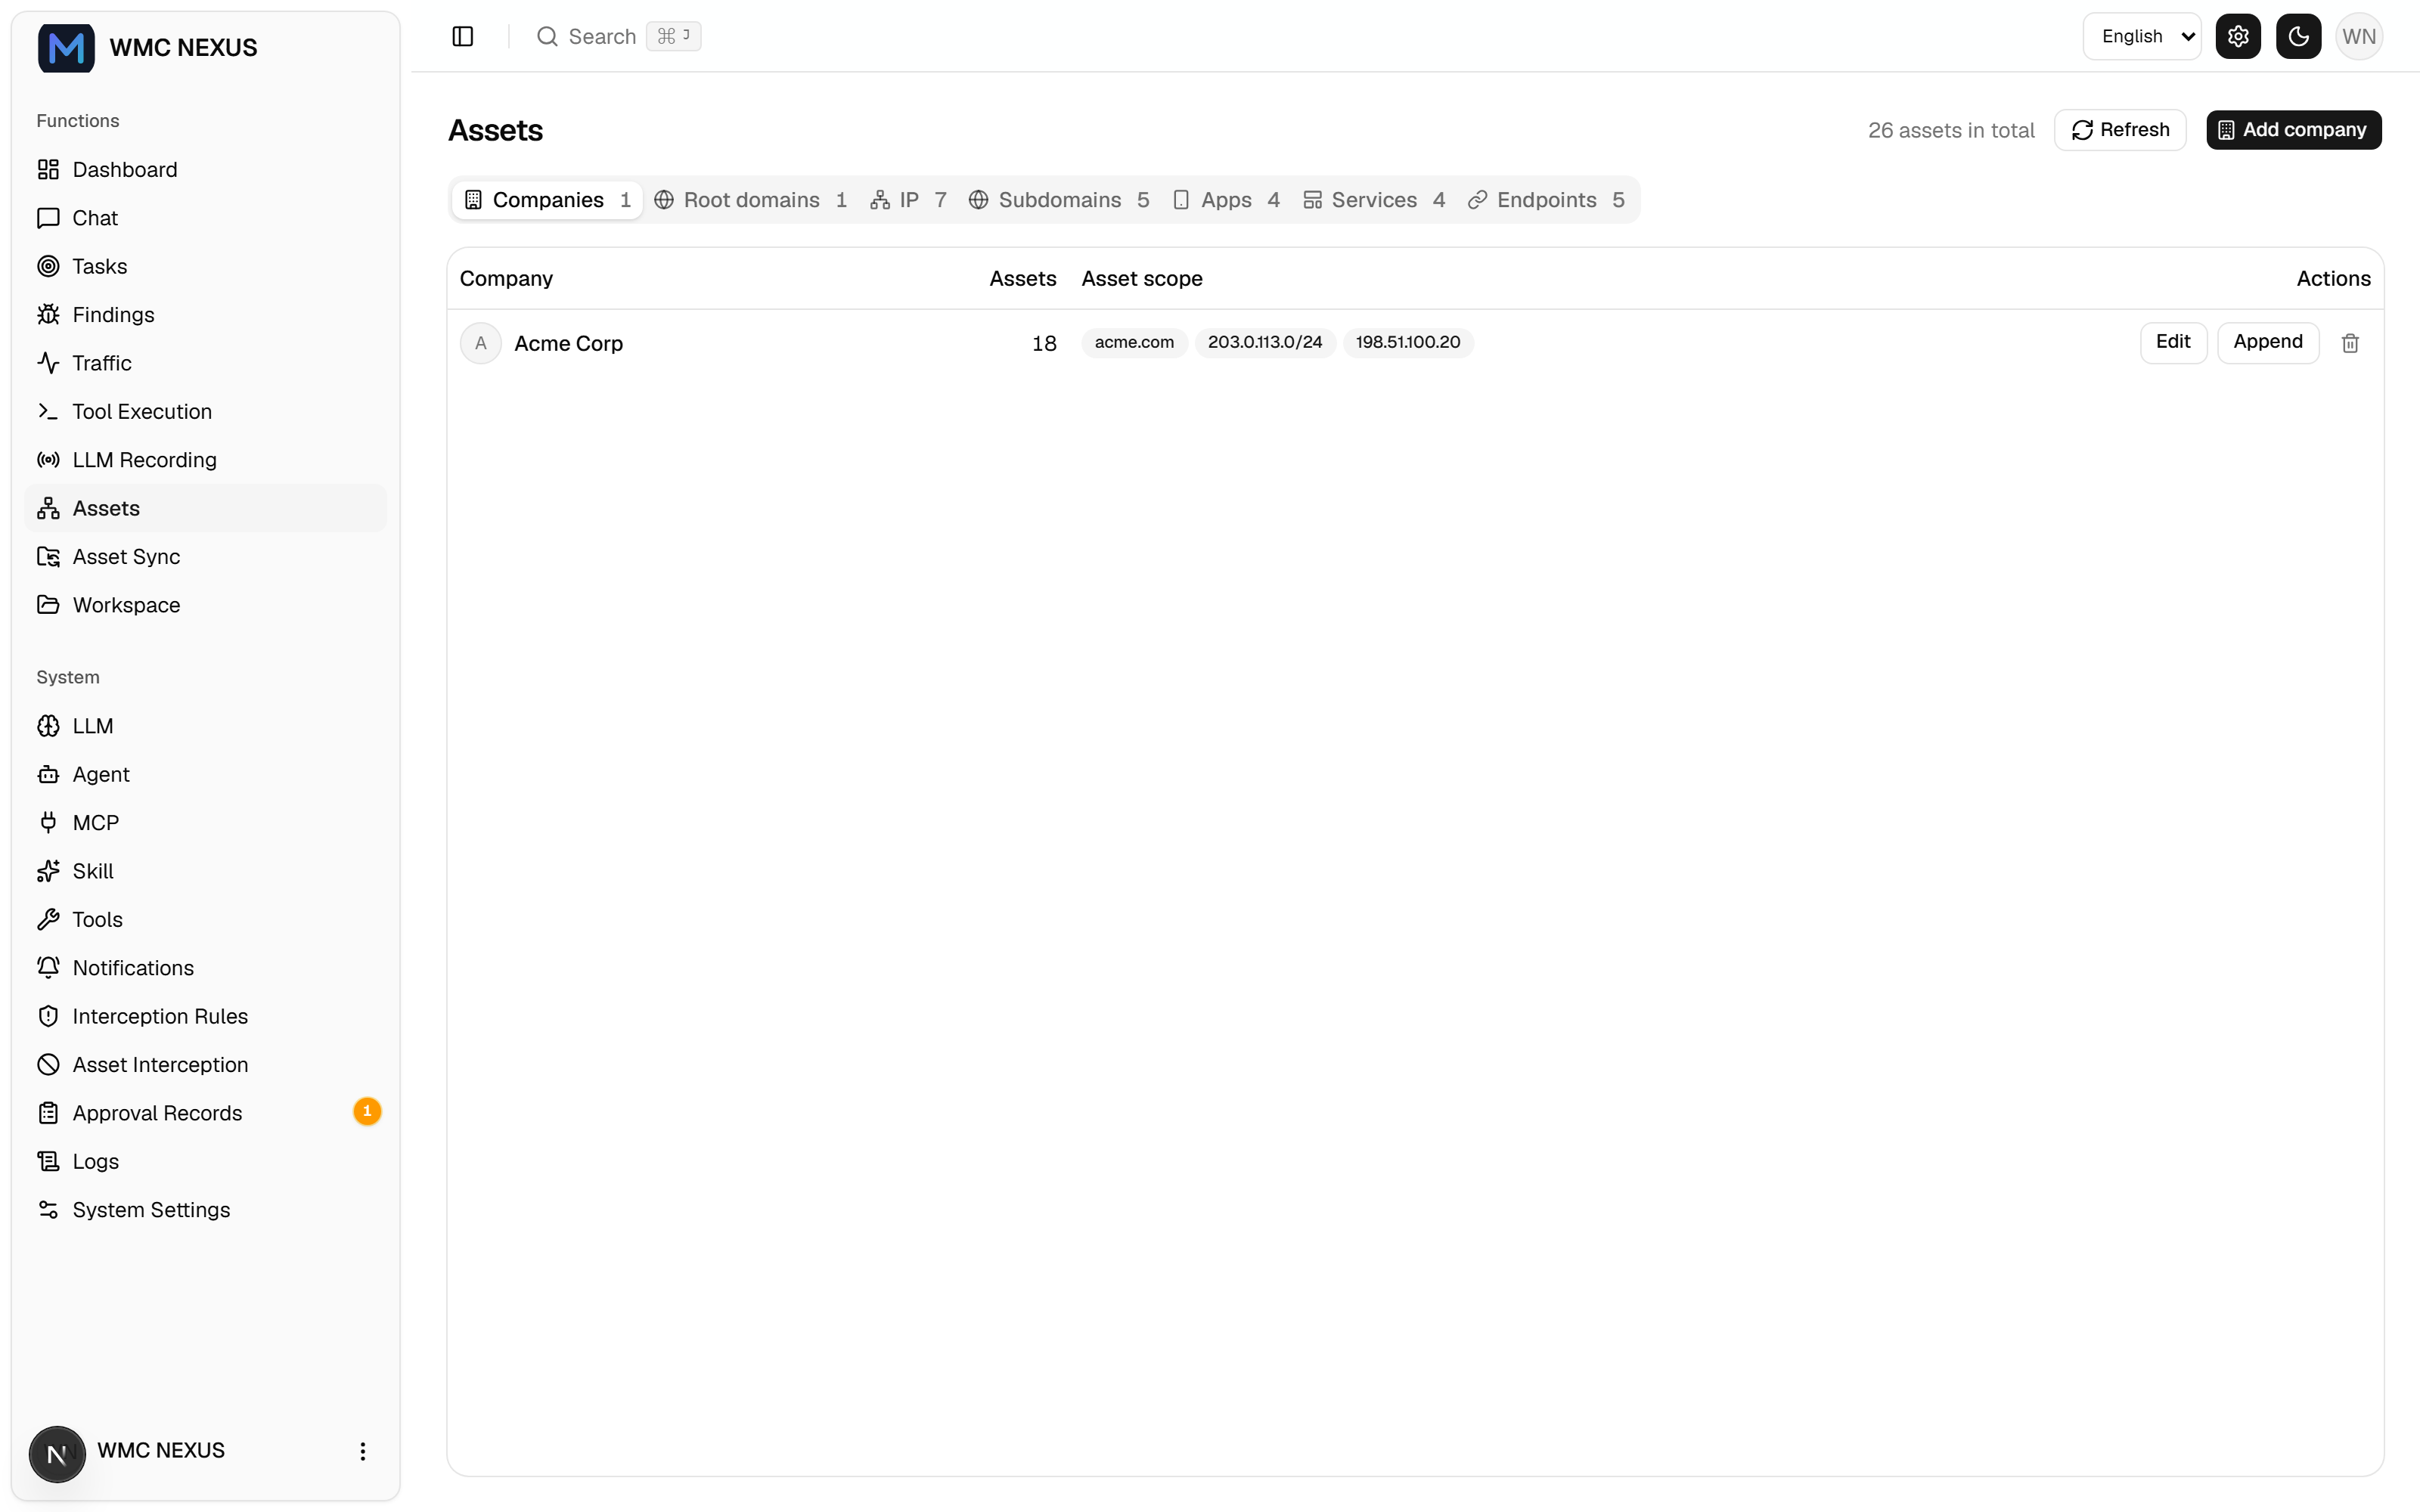 WMC NEXUS
Functions
Dashboard
Chat
Tasks
Findings
Traffic
Tool Execution
LLM Recording
Assets
Asset Sync
Workspace
System
LLM
Agent
MCP
Skill
Tools
Notifications
Interception Rules
Asset Interception
Approval Records 1
Logs
System Settings
N WMC NEXUS
Search ⌘ J
English
WN
Assets
26 assets in total Refresh Add company
Companies 1 Root domains 1 IP 7 Subdomains 5 Apps 4 Services 4 Endpoints 5
Company Assets Asset scope Actions
A Acme Corp 18 acme.com 203.0.113.0/24 198.51.100.20 Edit Append